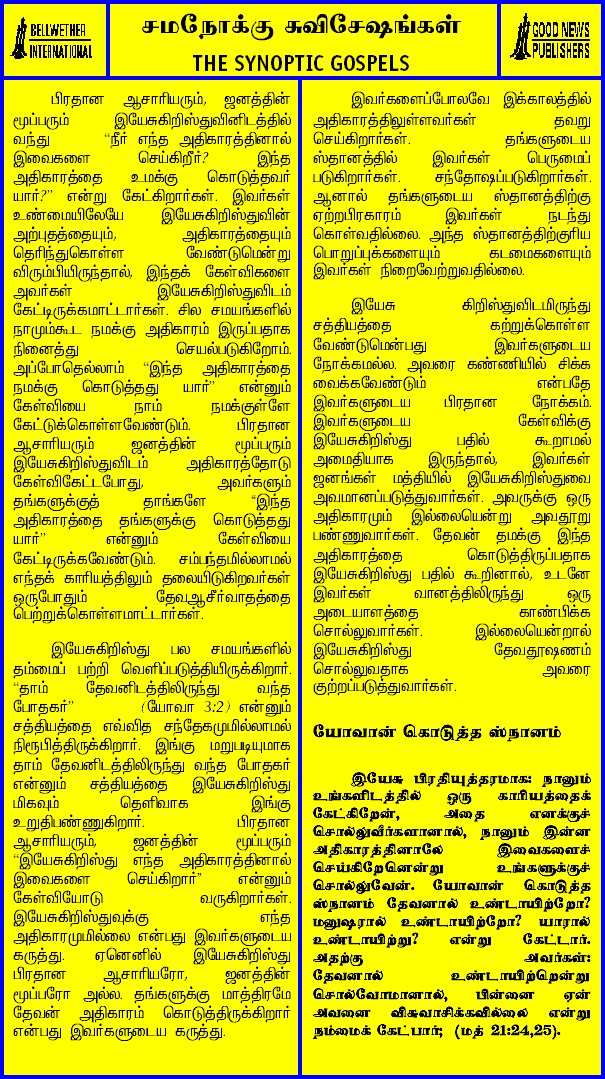 BELLWETHER
INTERNATIONAL
சமநோக்கு சுவிசேஷங்கள்
THE SYNOPTIC GOSPELS
GOOD NEWS
PUBLISHERS
பிரதான ஆசாரியரும், ஜனத்தின்
மூப்பரும் இயேசுகிறிஸ்துவினிடத்தில்
வந்து “நீர் எந்த அதிகாரத்தினால்
இவைகளை செய்கிறீர்? இந்த
அதிகாரத்தை உமக்கு கொடுத்தவர்
யார்?” என்று கேட்கிறார்கள். இவர்கள்
உண்மையிலேயே இயேசுகிறிஸ்துவின்
அற்புதத்தையும், அதிகாரத்தையும்
தெரிந்துகொள்ள வேண்டுமென்று
விரும்பியிருந்தால், இந்தக் கேள்விகளை
அவர்கள் இயேசுகிறிஸ்துவிடம்
கேட்டிருக்கமாட்டார்கள். சில சமயங்களில்
நாமும்கூட நமக்கு அதிகாரம் இருப்பதாக
நினைத்து செயல்படுகிறோம்.
அப்போதெல்லாம் “இந்த அதிகாரத்தை
நமக்கு கொடுத்தது யார்” என்னும்
கேள்வியை நாம் நமக்குள்ளே
கேட்டுக்கொள்ளவேண்டும். பிரதான
ஆசாரியரும் ஜனத்தின் மூப்பரும்
இயேசுகிறிஸ்துவிடம் அதிகாரத்தோடு
கேள்விகேட்டபோது, அவர்களும்
தங்களுக்குத் தாங்களே “இந்த
அதிகாரத்தை தங்களுக்கு கொடுத்தது
யார்” என்னும் கேள்வியை
கேட்டிருக்கவேண்டும். சம்பந்தமில்லாமல்
எந்தக் காரியத்திலும் தலையிடுகிறவர்கள்
ஒருபோதும் தேவஆசீர்வாதத்தை
பெற்றுக்கொள்ளமாட்டார்கள்.
இயேசுகிறிஸ்து பல சமயங்களில்
தம்மைப் பற்றி வெளிப்படுத்தியிருக்கிறார்.
“தாம் தேவனிடத்திலிருந்து வந்த
போதகர்” (யோவா 3:2) என்னும்
சத்தியத்தை எவ்வித சந்தேகமுமில்லாமல்
நிரூபித்திருக்கிறார். இங்கு மறுபடியுமாக
தாம் தேவனிடத்திலிருந்து வந்த போதகர்
என்னும் சத்தியத்தை இயேசுகிறிஸ்து
மிகவும் தெளிவாக இங்கு
உறுதிபண்ணுகிறார். பிரதான
ஆசாரியரும், ஜனத்தின் மூப்பரும்
“இயேசுகிறிஸ்து எந்த அதிகாரத்தினால்
இவைகளை செய்கிறார்” என்னும்
கேள்வியோடு வருகிறார்கள்.
இயேசுகிறிஸ்துவுக்கு எந்த
அதிகாரமுமில்லை என்பது இவர்களுடைய
கருத்து. ஏனெனில் இயேசுகிறிஸ்து
பிரதான ஆசாரியரோ, ஜனத்தின்
மூப்பரோ அல்ல. தங்களுக்கு மாத்திரமே
தேவன் அதிகாரம் கொடுத்திருக்கிறார்
என்பது இவர்களுடைய கருத்து.
இவர்களைப்போலவே இக்காலத்தில்
அதிகாரத்திலுள்ளவர்கள் தவறு
செய்கிறார்கள். தங்களுடைய
ஸ்தானத்தில் இவர்கள் பெருமைப்
படுகிறார்கள். சந்தோஷப்படுகிறார்கள்.
ஆனால் தங்களுடைய ஸ்தானத்திற்கு
ஏற்றபிரகாரம் இவர்கள் நடந்து
கொள்வதில்லை. அந்த ஸ்தானத்திற்குரிய
பொறுப்புக்களையும் கடமைகளையும்
இவர்கள் நிறைவேற்றுவதில்லை.
இயேசு கிறிஸ்துவிடமிருந்து
சத்தியத்தை கற்றுக்கொள்ள
வேண்டுமென்பது இவர்களுடைய
நோக்கமல்ல. அவரை கண்ணியில் சிக்க
வைக்கவேண்டும் என்பதே
இவர்களுடைய பிரதான நோக்கம்.
இவர்களுடைய கேள்விக்கு
இயேசுகிறிஸ்து பதில் கூறாமல்
அமைதியாக இருந்தால், இவர்கள்
ஜனங்கள் மத்தியில் இயேசுகிறிஸ்துவை
அவமானப்படுத்துவார்கள். அவருக்கு ஒரு
அதிகாரமும் இல்லையென்று அவதூறு
பண்ணுவார்கள். தேவன் தமக்கு இந்த
அதிகாரத்தை கொடுத்திருப்பதாக
இயேசுகிறிஸ்து பதில் கூறினால், உடனே
இவர்கள் வானத்திலிருந்து ஒரு
அடையாளத்தை காண்பிக்க
சொல்லுவார்கள். இல்லையென்றால்
இயேசுகிறிஸ்து தேவதூஷணம்
சொல்லுவதாக அவரை
குற்றப்படுத்துவார்கள்.
யோவான் கொடுத்த ஸ்நானம்
இயேசு பிரதியுத்தரமாக: நானும்
உங்களிடத்தில் ஒரு காரியத்தைக்
கேட்கிறேன், அதை எனக்குச்
சொல்லுவீர்களானால், நானும் இன்ன
அதிகாரத்தினாலே இவைகளைச்
செய்கிறேனென்று உங்களுக்குச்
சொல்லுவேன். யோவான் கொடுத்த
ஸ்நானம் தேவனால் உண்டாயிற்றோ?
மனுஷரால் உண்டாயிற்றோ? யாரால்
உண்டாயிற்று? என்று கேட்டார்.
அதற்கு அவர்கள்:
தேவனால் உண்டாயிற்றென்று
சொல்வோமானால், பின்னை ஏன்
அவனை விசுவாசிக்கவில்லை என்று
நம்மைக் கேட்பார்; (மத் 21:24,25).